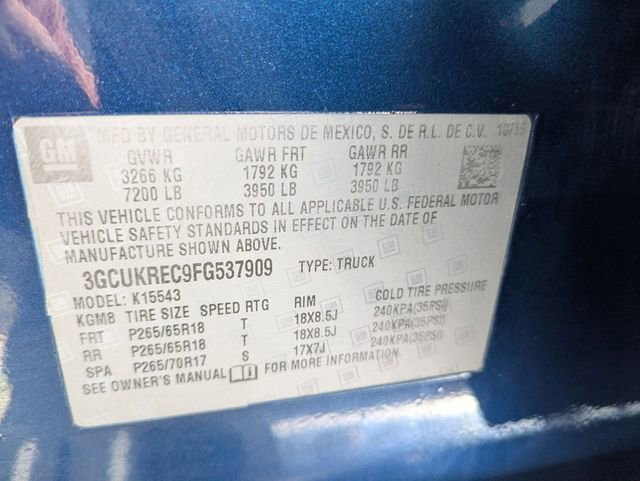 GM MFD BY GENERAL MOTORS DE MEXICO, S. DE R.L. DE C.V. 10/15
GVWR GAWR FRT GAWR RR
3266 KG 1792 KG 1792 KG
7200 LB 3950 LB 3950 LB
THIS VEHICLE CONFORMS TO ALL APPLICABLE U.S. FEDERAL MOTOR
VEHICLE SAFETY STANDARDS IN EFFECT ON THE DATE OF
MANUFACTURE SHOWN ABOVE.
3GCUKREC9FG537909 TYPE: TRUCK
MODEL: K15543
KGM8 TIRE SIZE SPEED RTG RIM COLD TIRE PRESSURE
FRT P265/65R18 T 18X8.5J 240KPA(35PSI)
RR P265/65R18 T 18X8.5J 240KPA(35PSI)
SPA P265/70R17 S 17X7J 240KPA(35PSI)
SEE OWNER'S MANUAL FOR MORE INFORMATION.